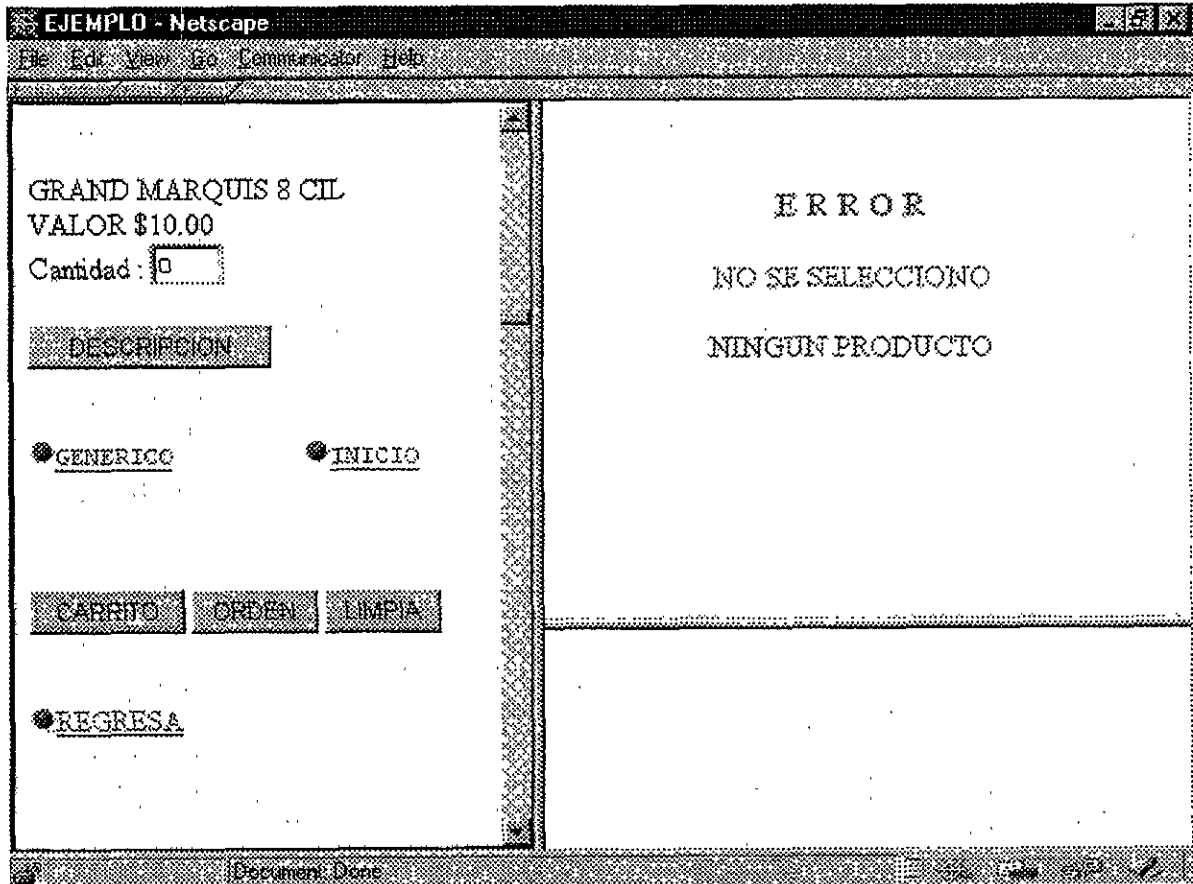 EJEMPLO - Netscape
File Edit View Go Communicator Help
GRAND MARQUIS 8 CIL
VALOR $10.00
Cantidad : 0
DESCRIPCION
GENERICO INICIO
CARRITO ORDEN LIMPIA
REGRESA
E R R O R
NO SE SELECCIONO
NINGUN PRODUCTO
Document: Done